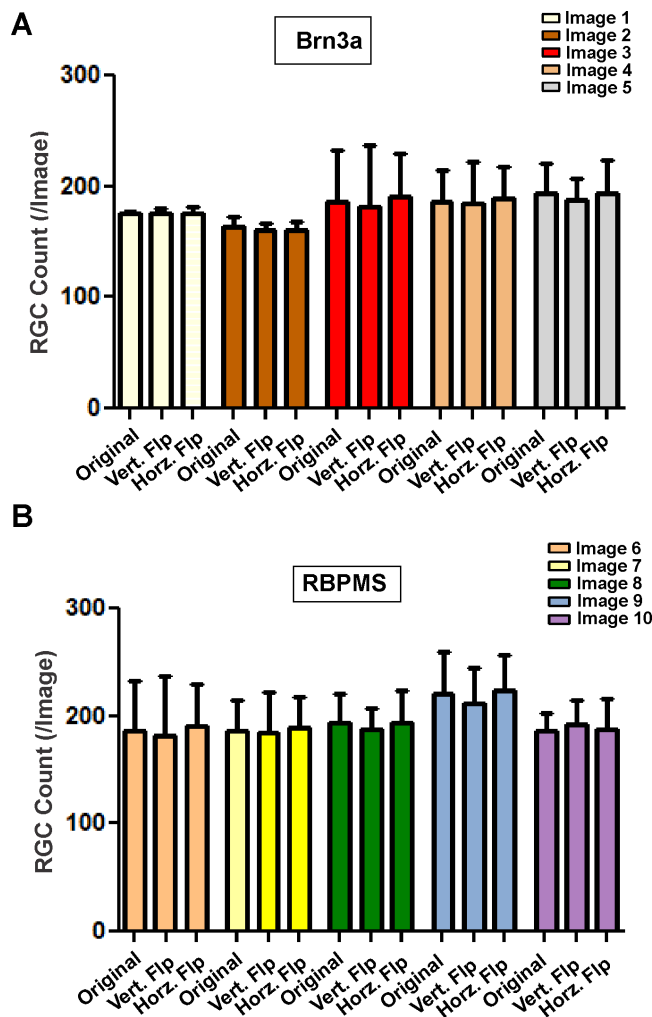 A
Brn3a
Image 1
Image 2
Image 3
Image 4
Image 5
RGC Count (/Image)
300
200
100
0
Original
Vert. Flp
Horz. Flp
Original
Vert. Flp
Horz. Flp
Original
Vert. Flp
Horz. Flp
Original
Vert. Flp
Horz. Flp
Original
Vert. Flp
Horz. Flp
B
RBPMS
Image 6
Image 7
Image 8
Image 9
Image 10
RGC Count (/Image)
300
200
100
0
Original
Vert. Flp
Horz. Flp
Original
Vert. Flp
Horz. Flp
Original
Vert. Flp
Horz. Flp
Original
Vert. Flp
Horz. Flp
Original
Vert. Flp
Horz. Flp